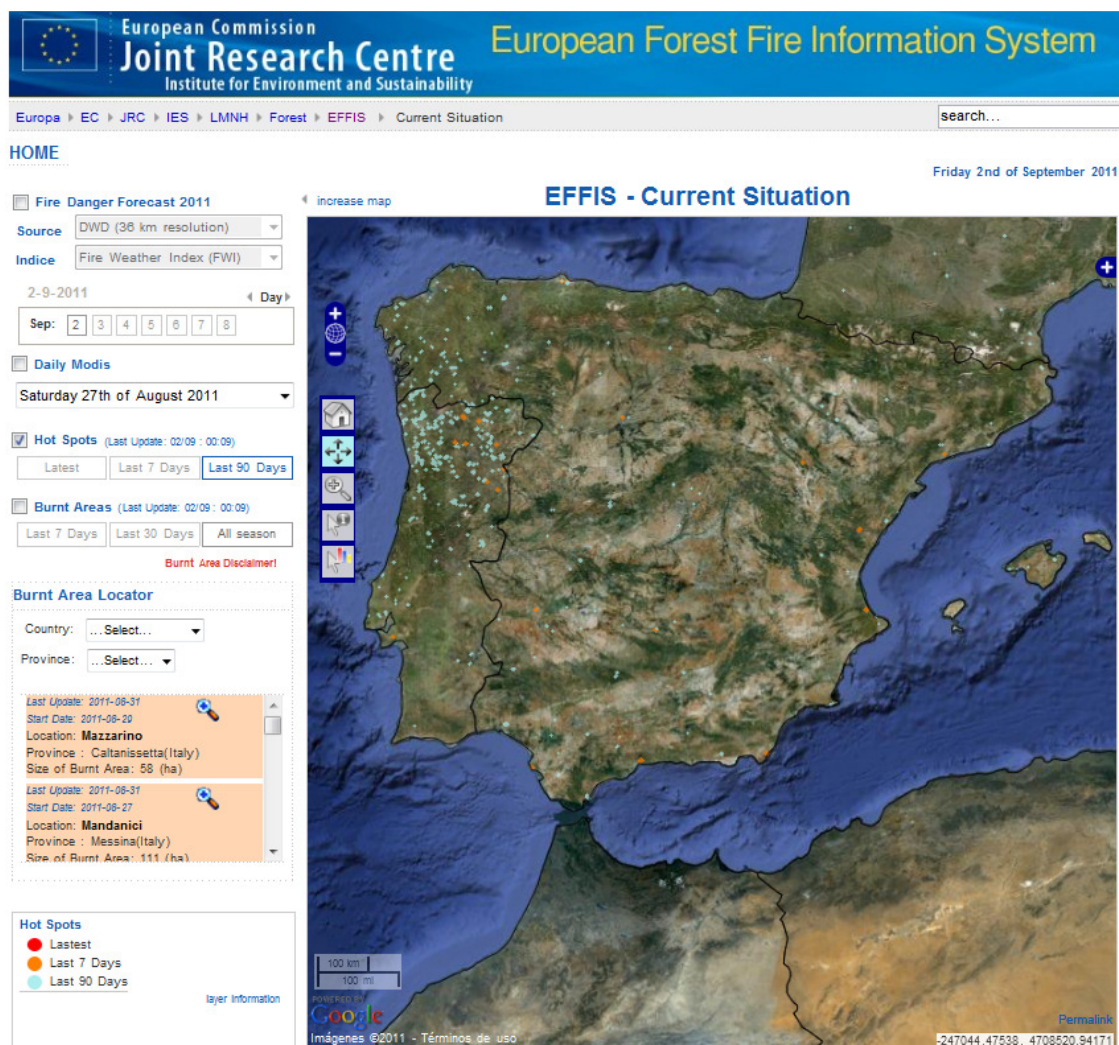 European Commission
Joint Research Centre
Institute for Environment and Sustainability
European Forest Fire Information System
Europa EC JRC IES LMNH Forest EFFIS Current Situation
search...
HOME
Friday 2nd of September 2011
Fire Danger Forecast 2011
Source DWD (36 km resolution)
Indice Fire Weather Index (FWI)
2-9-2011 Day
Sep: 2 3 4 5 6 7 8
Daily Modis
Saturday 27th of August 2011
Hot Spots (Last Update: 02/09 : 00:09)
Latest Last 7 Days Last 90 Days
Burnt Areas (Last Update: 02/09 : 00:09)
Last 7 Days Last 30 Days All season
Burnt Area Disclaimer!
Burnt Area Locator
Country: ...Select...
Province: ...Select...
Last Update: 2011-08-31
Start Date: 2011-08-29
Location: Mazzarino
Province : Caltanissetta(Italy)
Size of Burnt Area: 58 (ha)
Last Update: 2011-08-31
Start Date: 2011-08-27
Location: Mandanici
Province : Messina(Italy)
Size of Burnt Area: 111 (ha)
Hot Spots
Lastest
Last 7 Days
Last 90 Days
layer information
increase map
EFFIS - Current Situation
100 km
100 mi
POWERED BY
Google
Imágenes ©2011 - Términos de uso
Permalink
-247044.47538, 4708520.94171